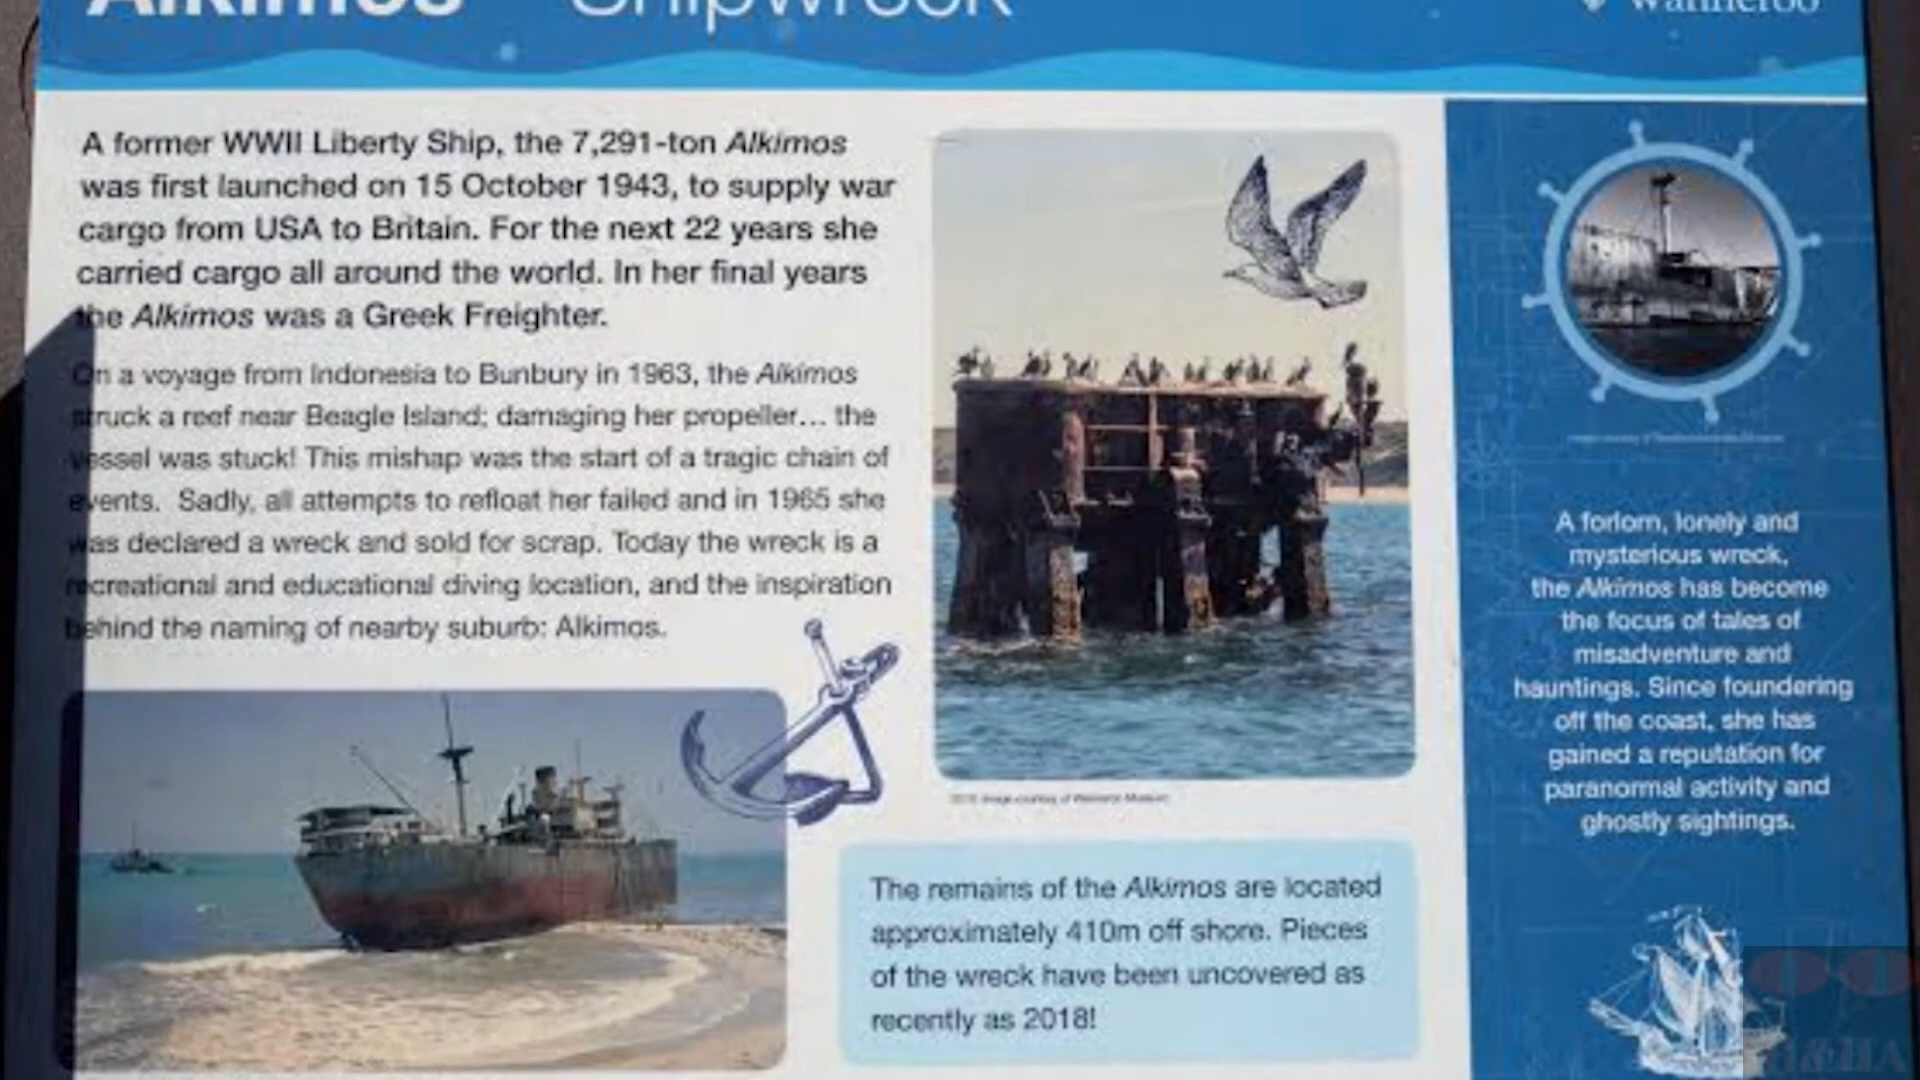 Alkimos Shipwreck
Wanneroo
A former WWII Liberty Ship, the 7,291-ton Alkimos
was first launched on 15 October 1943, to supply war
cargo from USA to Britain. For the next 22 years she
carried cargo all around the world. In her final years
the Alkimos was a Greek Freighter.
On a voyage from Indonesia to Bunbury in 1963, the Alkimos
struck a reef near Beagle Island; damaging her propeller... the
vessel was stuck! This mishap was the start of a tragic chain of
events. Sadly, all attempts to refloat her failed and in 1965 she
was declared a wreck and sold for scrap. Today the wreck is a
recreational and educational diving location, and the inspiration
behind the naming of nearby suburb: Alkimos.
The remains of the Alkimos are located
approximately 410m off shore. Pieces
of the wreck have been uncovered as
recently as 2018!
A forlorn, lonely and
mysterious wreck,
the Alkimos has become
the focus of tales of
misadventure and
hauntings. Since foundering
off the coast, she has
gained a reputation for
paranormal activity and
ghostly sightings.